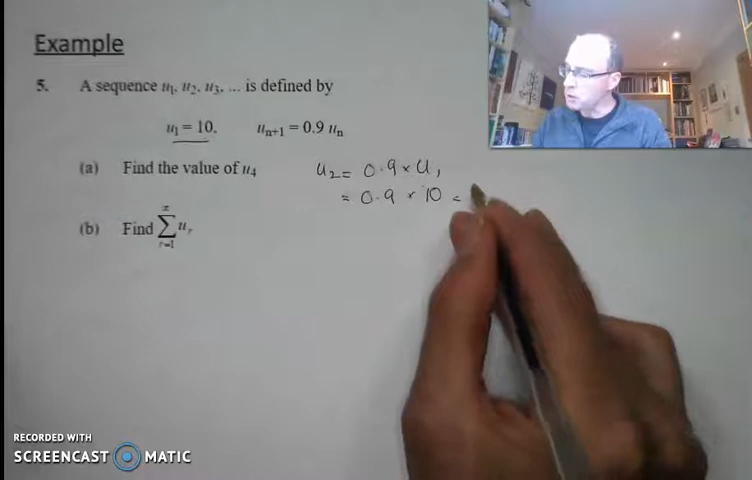 Example
5. A sequence u₁, u₂, u₃, ... is defined by
u₁ = 10. uₙ₊₁ = 0.9 uₙ
(a) Find the value of u₄
u₂ = 0.9 × u₁
= 0.9 × 10 =
(b) Find ∞∑r=1 uᵣ
RECORDED WITH
SCREENCAST MATIC